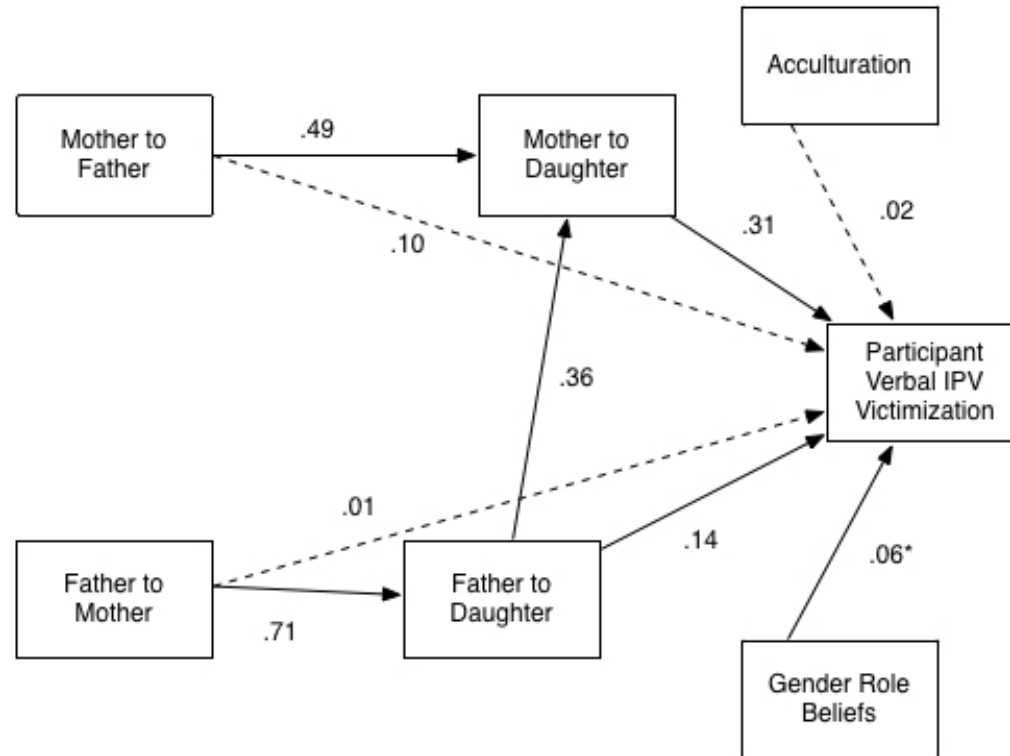 Acculturation
Mother to
Father
.49
Mother to
Daughter
.02
.31
.10
Participant
Verbal IPV
Victimization
.36
.01
.14
.06*
Father to
Mother
.71
Father to
Daughter
Gender Role
Beliefs